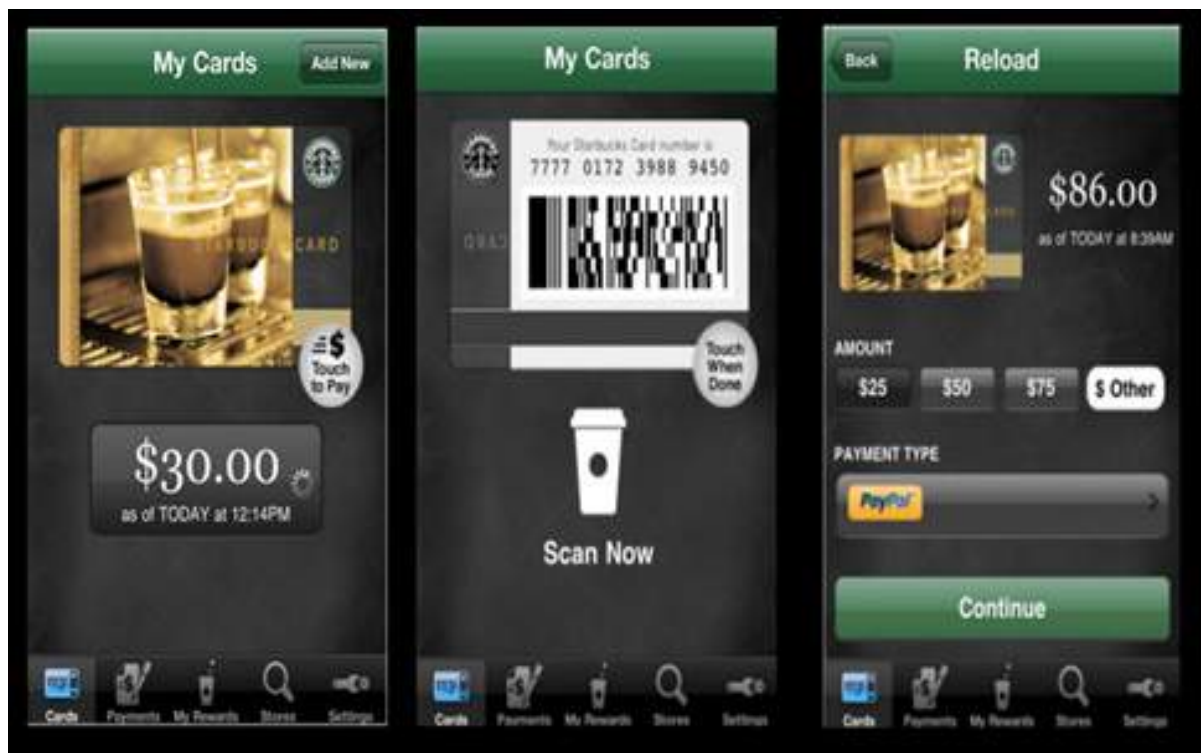 My Cards
Add New
STARBUCKS CARD
$
Touch
to Pay
$30.00
as of TODAY at 12:14PM
Cards
Payments
My Rewards
Stores
Settings
My Cards
Your Starbucks Card number is
7777 0172 3988 9450
CARD
Touch
When
Done
Scan Now
Cards
Payments
My Rewards
Stores
Settings
Back
Reload
$86.00
as of TODAY at 8:39AM
AMOUNT
$25
$50
$75
$ Other
PAYMENT TYPE
PayPal
Continue
Cards
Payments
My Rewards
Stores
Settings